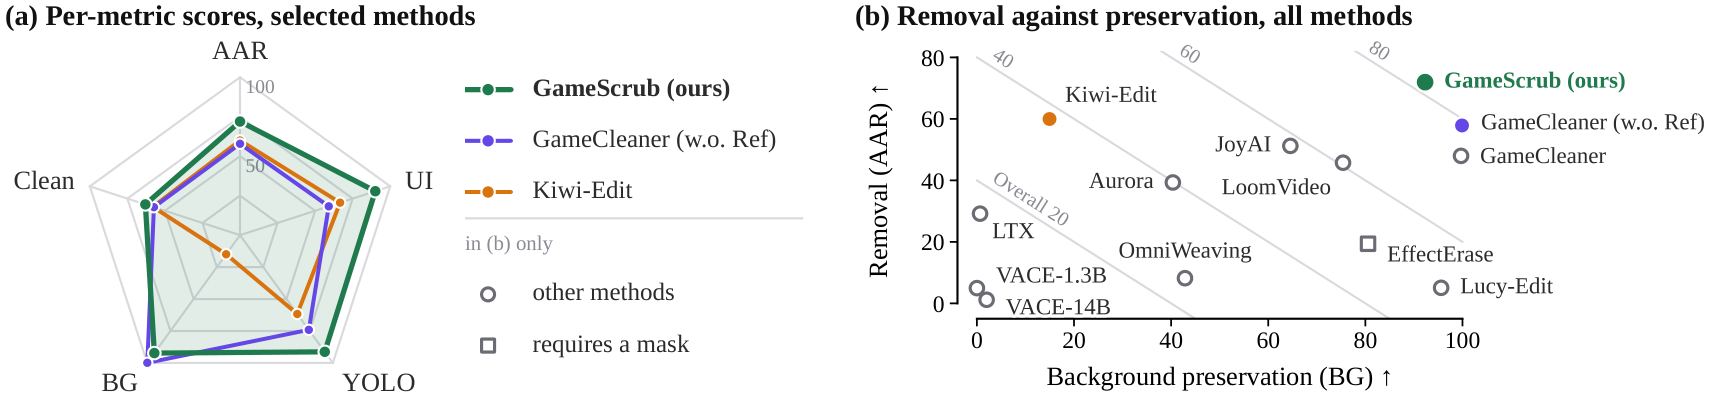 (a) Per-metric scores, selected methods
AAR
100
50
Clean
UI
BG
YOLO
GameScrub (ours)
GameCleaner (w.o. Ref)
Kiwi-Edit
in (b) only
other methods
requires a mask
(b) Removal against preservation, all methods
Removal (AAR) ↑
80
60
40
20
0
40
60
80
Overall 20
GameScrub (ours)
Kiwi-Edit
GameCleaner (w.o. Ref)
JoyAI
GameCleaner
Aurora
LoomVideo
LTX
OmniWeaving
EffectErase
VACE-1.3B
Lucy-Edit
VACE-14B
0
20
40
60
80
100
Background preservation (BG) ↑